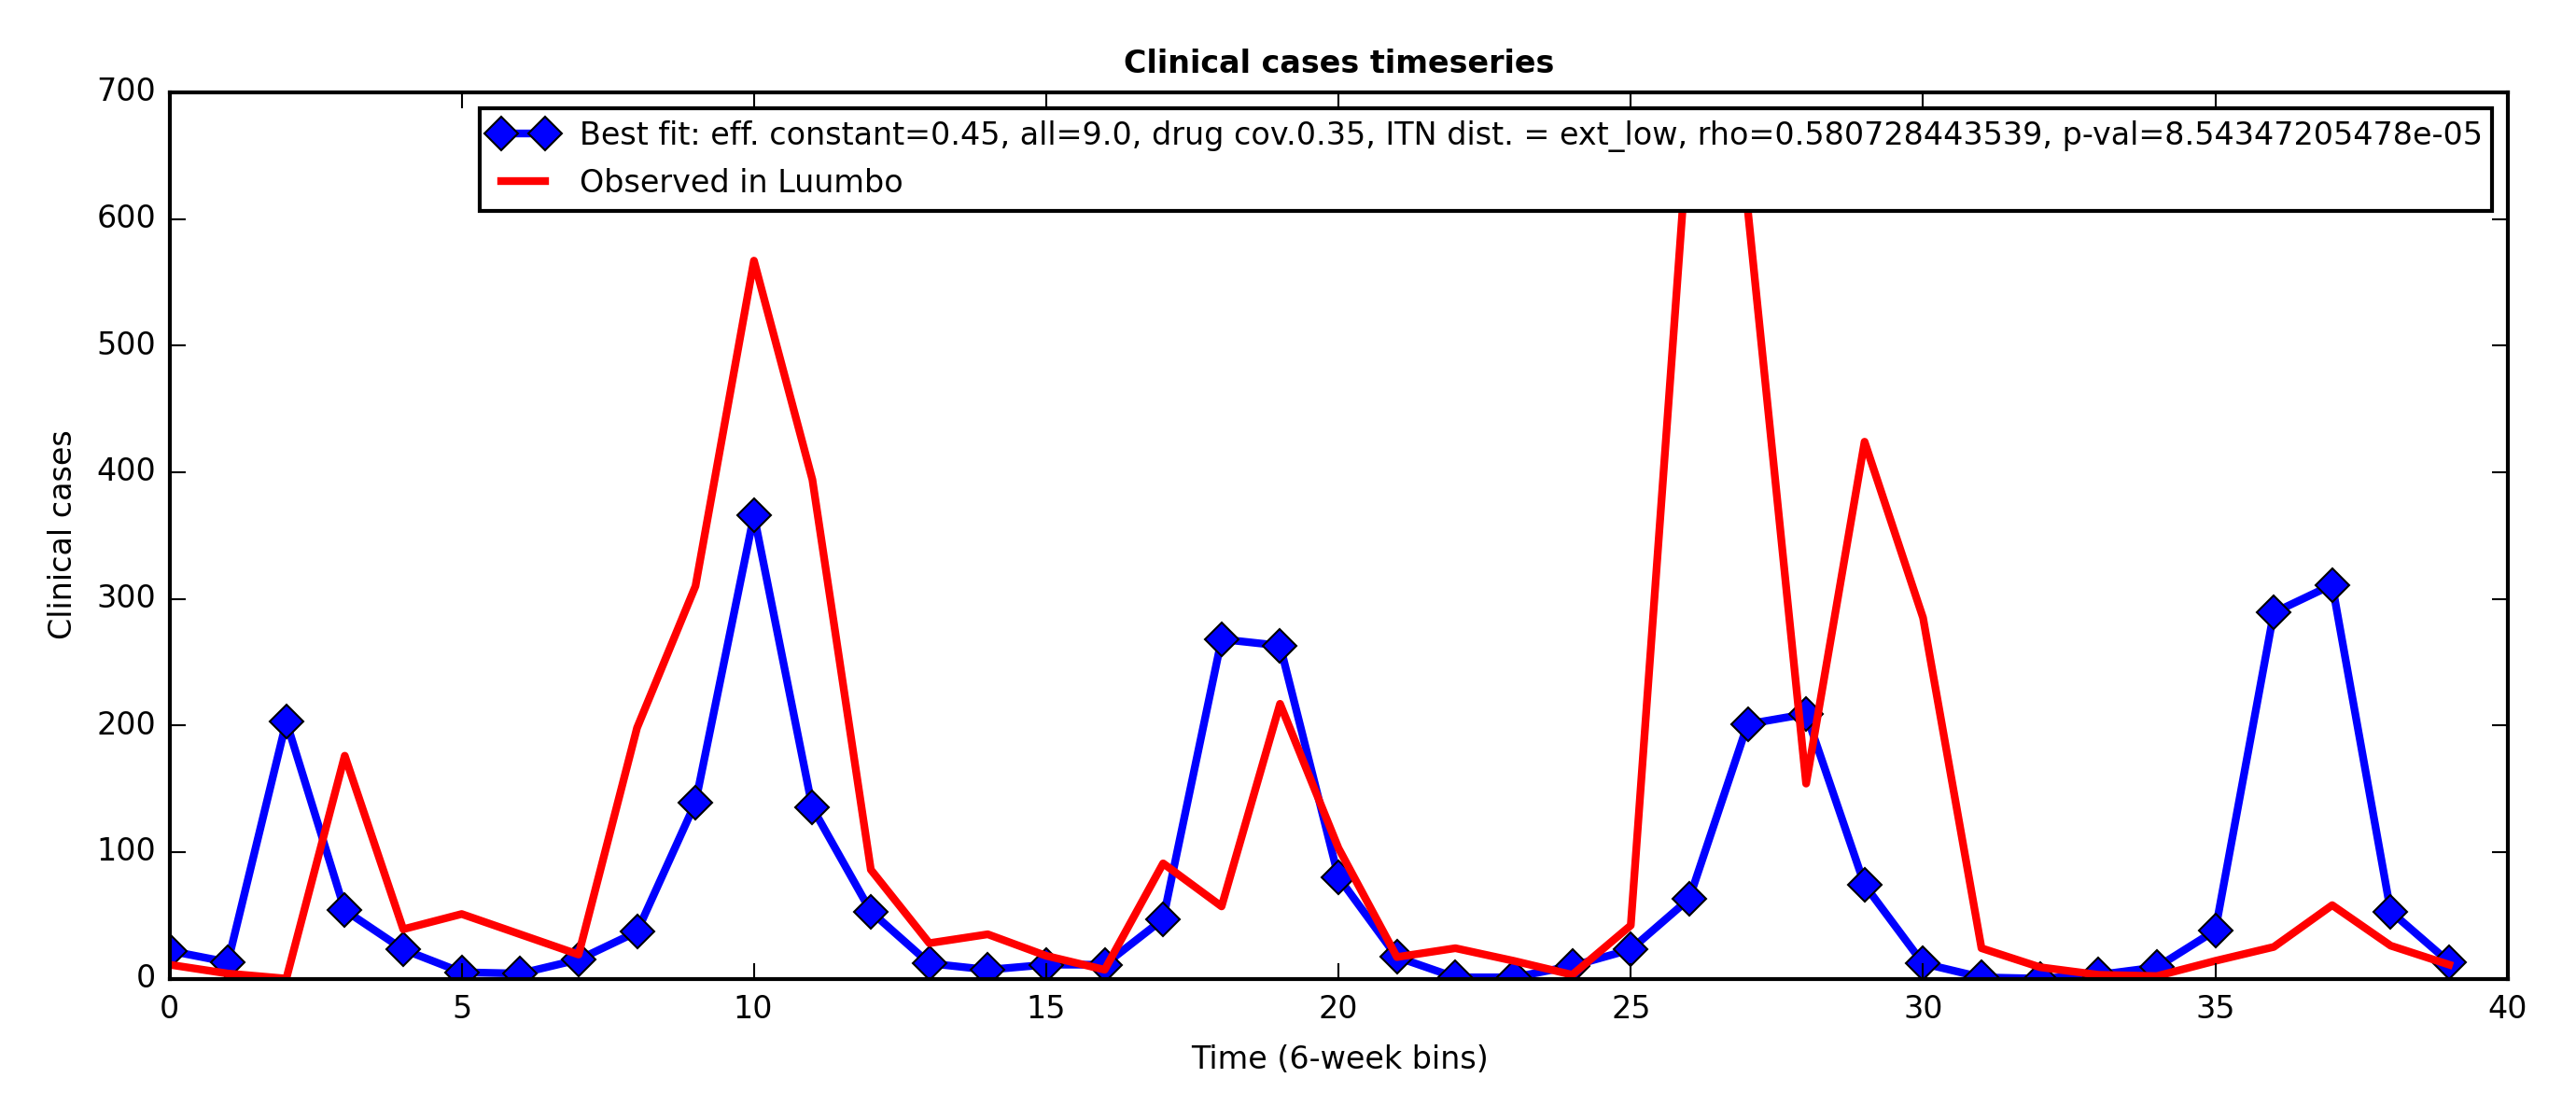 Clinical cases timeseries
700
600
500
400
300
200
100
0
Clinical cases
Best fit: eff. constant=0.45, all=9.0, drug cov.0.35, ITN dist. = ext_low, rho=0.580728443539, p-val=8.54347205478e-05
Observed in Luumbo
0 5 10 15 20 25 30 35 40
Time (6-week bins)